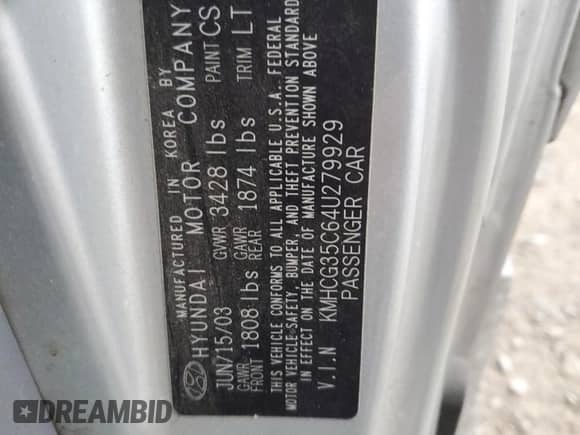 MANUFACTURED IN KOREA BY
HYUNDAI MOTOR COMPANY
JUN/15/03 GVWR 3428 lbs PAINT CS
GAWR FRONT 1808 lbs GAWR REAR 1874 lbs TRIM LT
THIS VEHICLE CONFORMS TO ALL APPLICABLE U.S.A. FEDERAL
MOTOR VEHICLE-SAFETY, BUMPER, AND THEFT PREVENTION STANDARD
IN EFFECT ON THE DATE OF MANUFACTURE SHOWN ABOVE
V.I.N KMHCG35C64U279929
PASSENGER CAR
DREAMBID